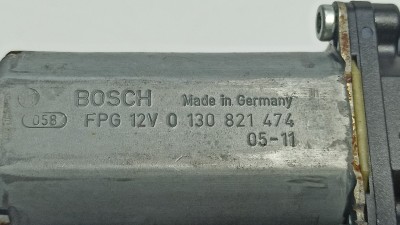 BOSCH Made in Germany
058 FPG 12V 0 130 821 474
05-11